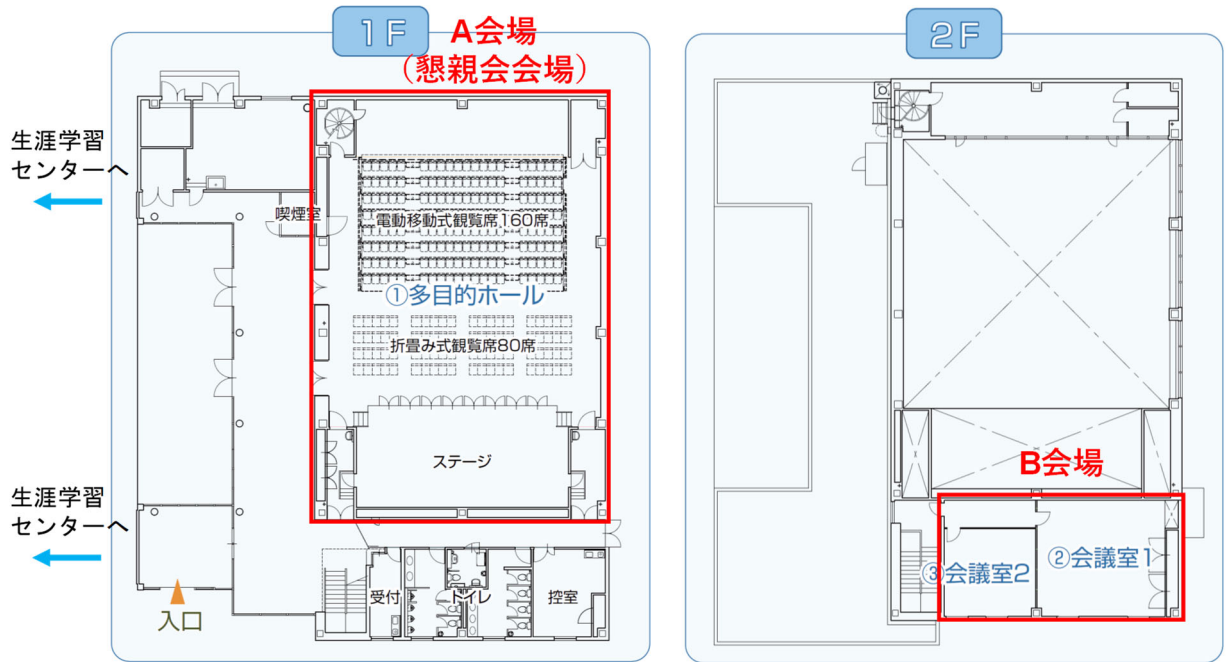 1F
A会場
（懇親会会場）
生涯学習
センターへ
喫煙室
電動移動式観覧席160席
①多目的ホール
折畳み式観覧席80席
ステージ
生涯学習
センターへ
入口
受付
トイレ
控室
2F
B会場
②会議室1
③会議室2